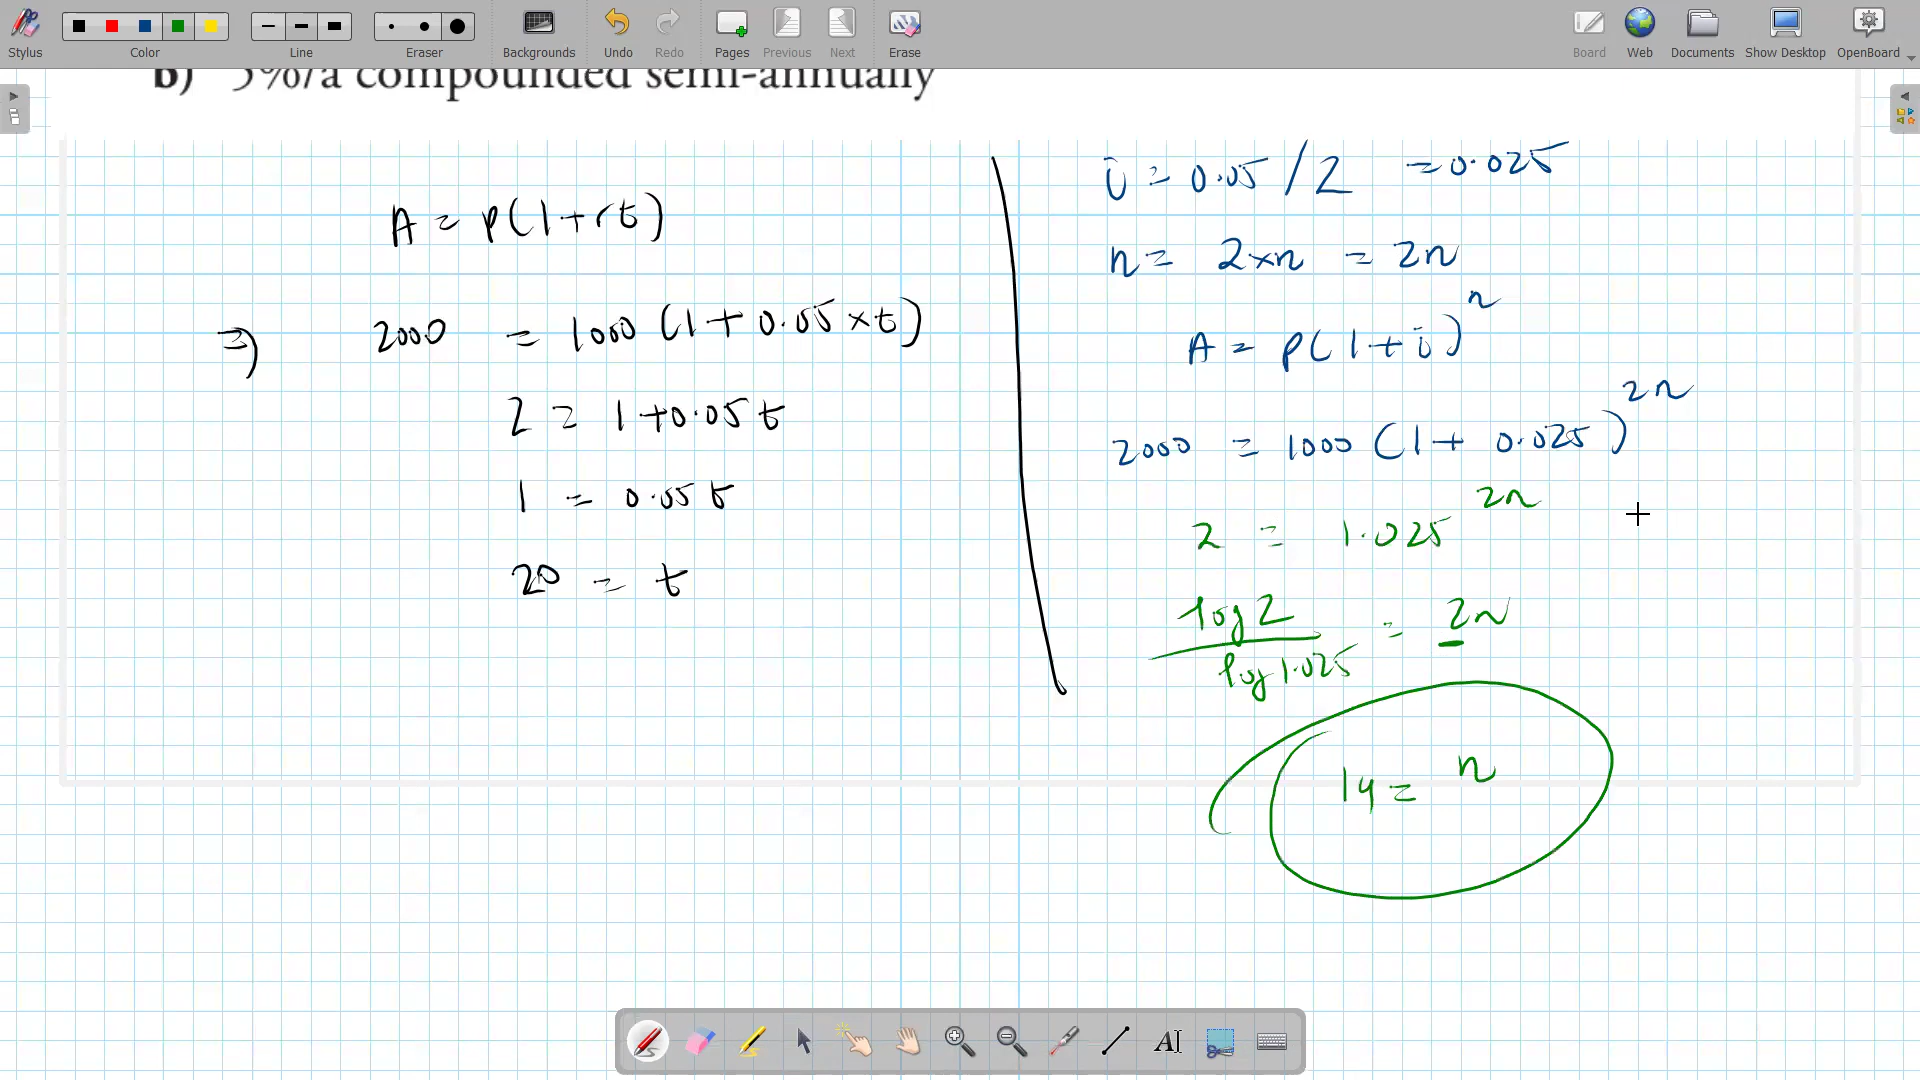 Stylus Color Line Eraser Backgrounds Undo Redo Pages Previous Next Erase Board Web Documents Show Desktop OpenBoard
b) 5%/a compounded semi-annually
A = P(1+rt)
⇒) 2000 = 1000 (1 + 0.05 × t)
2 = 1+0.05 t
1 = 0.05 t
20 = t
i = 0.05 / 2 = 0.025
n = 2×n = 2n
A = P(1+i)^n
2000 = 1000 (1 + 0.025)^2n
2 = 1.025^2n
log 2
log 1.025
= 2n
14 = n
AI